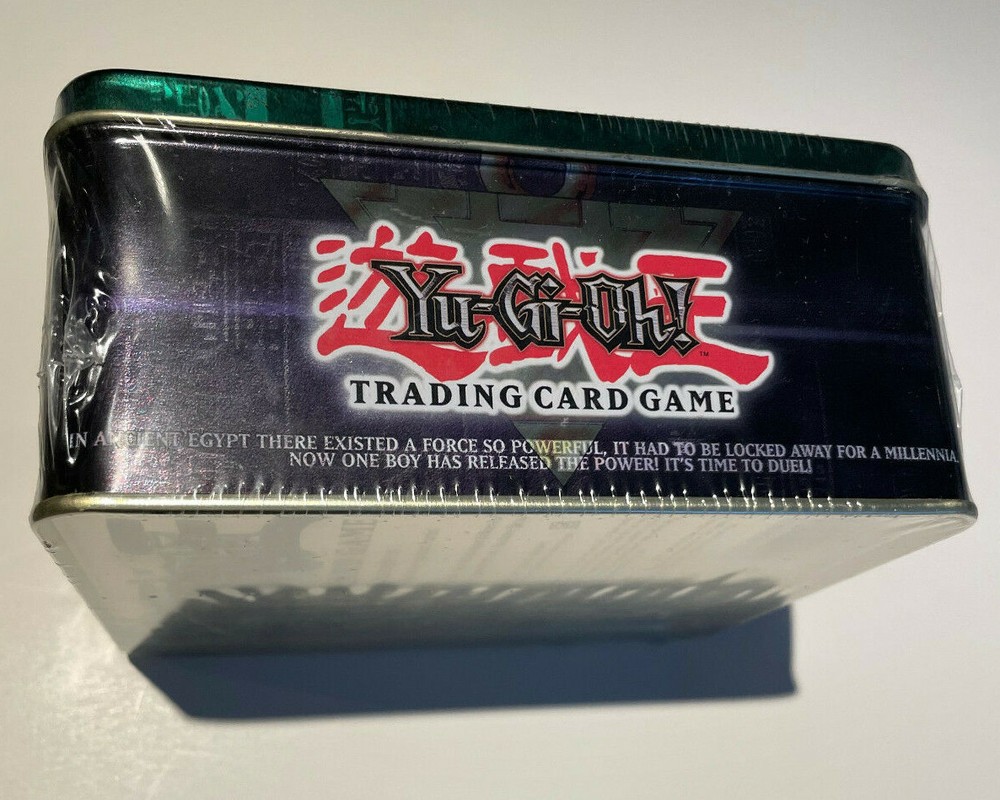 遊戯王
Yu-Gi-Oh!™
TRADING CARD GAME
IN ANCIENT EGYPT THERE EXISTED A FORCE SO POWERFUL, IT HAD TO BE LOCKED AWAY FOR A MILLENNIA.
NOW ONE BOY HAS RELEASED THE POWER! IT'S TIME TO DUEL!